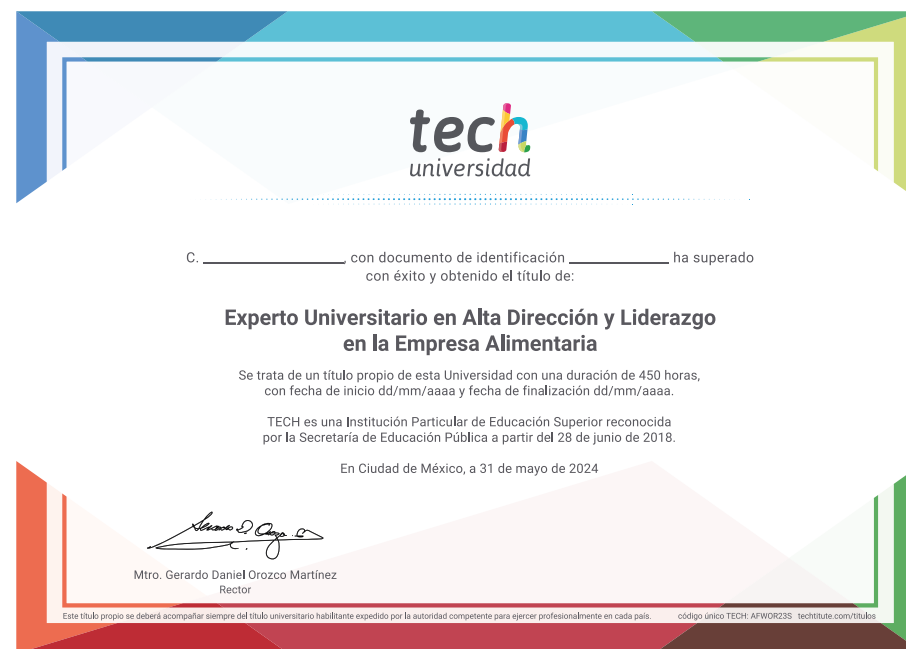 tech
universidad
C. ____________________, con documento de identificación ______________ ha superado
con éxito y obtenido el título de:
Experto Universitario en Alta Dirección y Liderazgo
en la Empresa Alimentaria
Se trata de un título propio de esta Universidad con una duración de 450 horas,
con fecha de inicio dd/mm/aaaa y fecha de finalización dd/mm/aaaa.
TECH es una Institución Particular de Educación Superior reconocida
por la Secretaría de Educación Pública a partir del 28 de junio de 2018.
En Ciudad de México, a 31 de mayo de 2024
Mtro. Gerardo Daniel Orozco Martínez
Rector
Este título propio se deberá acompañar siempre del título universitario habilitante expedido por la autoridad competente para ejercer profesionalmente en cada país. código único TECH: AFWOR23S techtitute.com/titulos